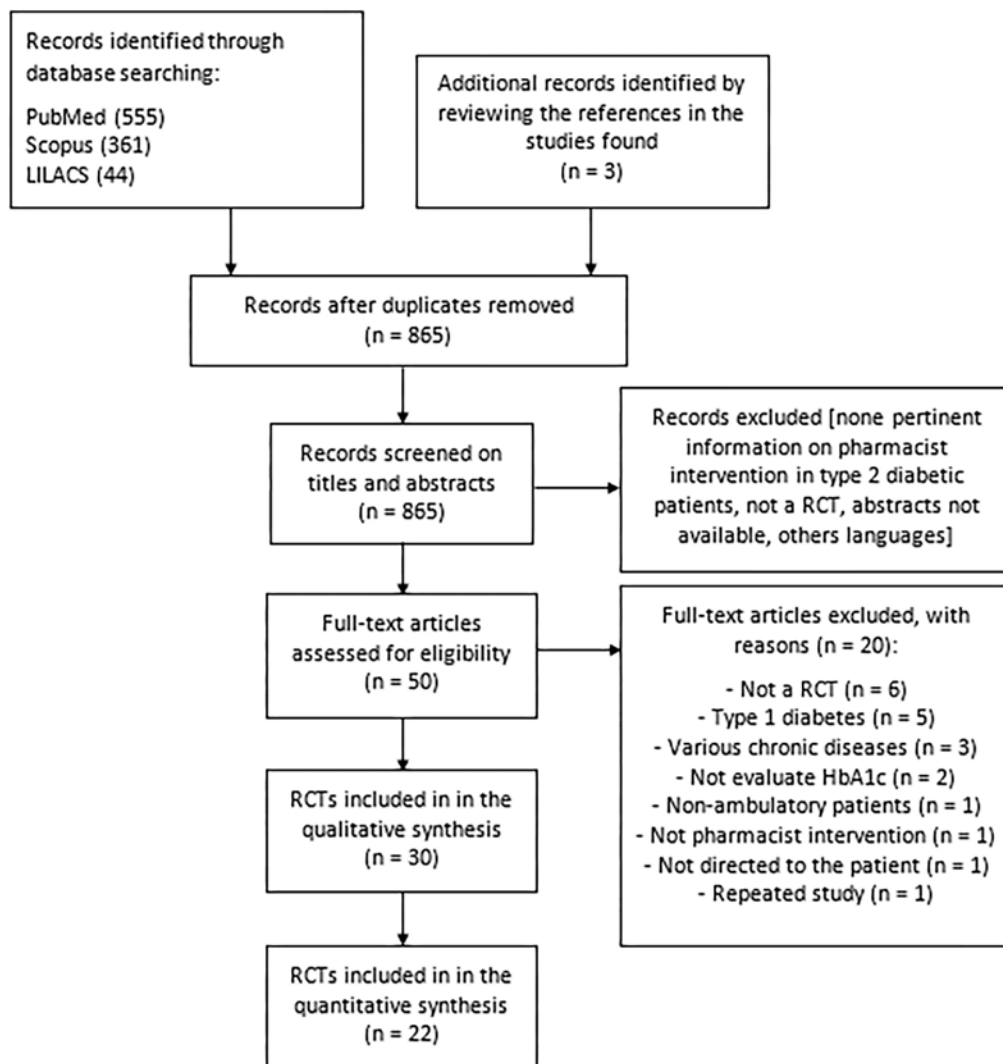 Records identified through
database searching:
PubMed (555)
Scopus (361)
LILACS (44)
Additional records identified by
reviewing the references in the
studies found
(n = 3)
Records after duplicates removed
(n = 865)
Records screened on
titles and abstracts
(n = 865)
Records excluded [none pertinent
information on pharmacist
intervention in type 2 diabetic
patients, not a RCT, abstracts not
available, others languages]
Full-text articles
assessed for eligibility
(n = 50)
Full-text articles excluded, with
reasons (n = 20):
- Not a RCT (n = 6)
- Type 1 diabetes (n = 5)
- Various chronic diseases (n = 3)
- Not evaluate HbA1c (n = 2)
- Non-ambulatory patients (n = 1)
- Not pharmacist intervention (n = 1)
- Not directed to the patient (n = 1)
- Repeated study (n = 1)
RCTs included in in the
qualitative synthesis
(n = 30)
RCTs included in in the
quantitative synthesis
(n = 22)